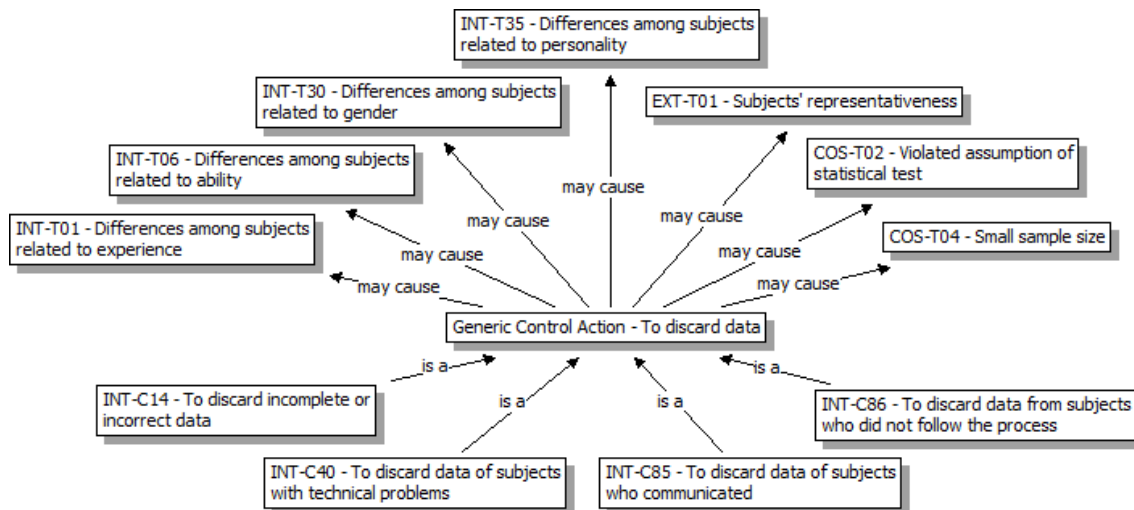 INT-T35 - Differences among subjects
related to personality
INT-T30 - Differences among subjects
related to gender
EXT-T01 - Subjects' representativeness
INT-T06 - Differences among subjects
related to ability
COS-T02 - Violated assumption of
statistical test
INT-T01 - Differences among subjects
related to experience
COS-T04 - Small sample size
may cause
may cause
may cause
may cause
may cause
may cause
may cause
Generic Control Action - To discard data
is a
is a
is a
is a
INT-C14 - To discard incomplete or
incorrect data
INT-C86 - To discard data from subjects
who did not follow the process
INT-C40 - To discard data of subjects
with technical problems
INT-C85 - To discard data of subjects
who communicated